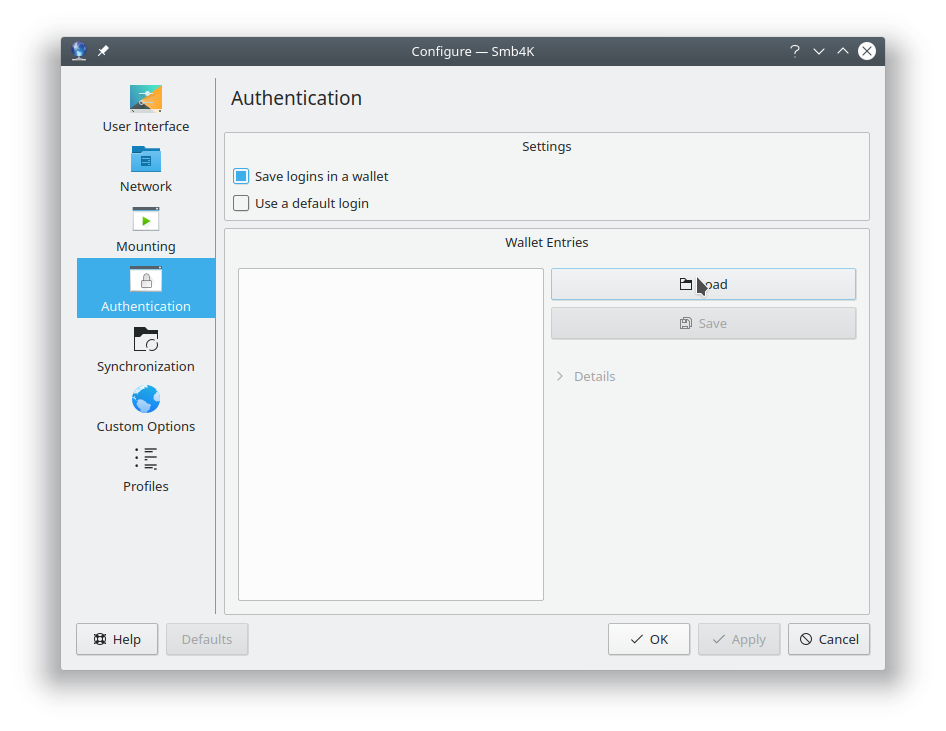 Configure — Smb4K
User Interface
Network
Mounting
Authentication
Synchronization
Custom Options
Profiles
Authentication
Settings
Save logins in a wallet
Use a default login
Wallet Entries
oad
Save
Details
Help
Defaults
OK
Apply
Cancel